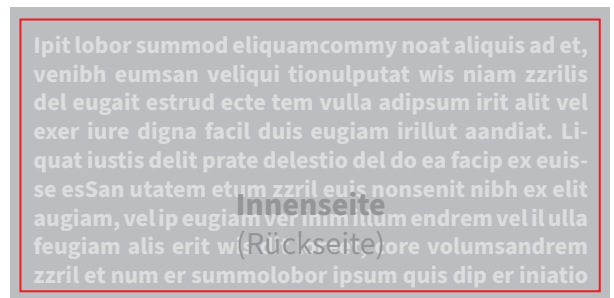 Ipit lobor summod eliquamcommy noat aliquis ad et,
venibh eumsan veliqui tionulputat wis niam zzrilis
del eugait estrud ecte tem vulla adipsum irit alit vel
exer iure digna facil duis eugiam irillut aandiat. Li-
quat iustis delit prate delestio del do ea facip ex euis-
se esSan utatem etum zzril euis nonsenit nibh ex elit
augiam, vel ip eugiam ver endrem vel il ulla
feugiam alis erit volumsandrem
zzril et num er summolobor ipsum quis dip er iniatio
Innenseite
(Rückseite)